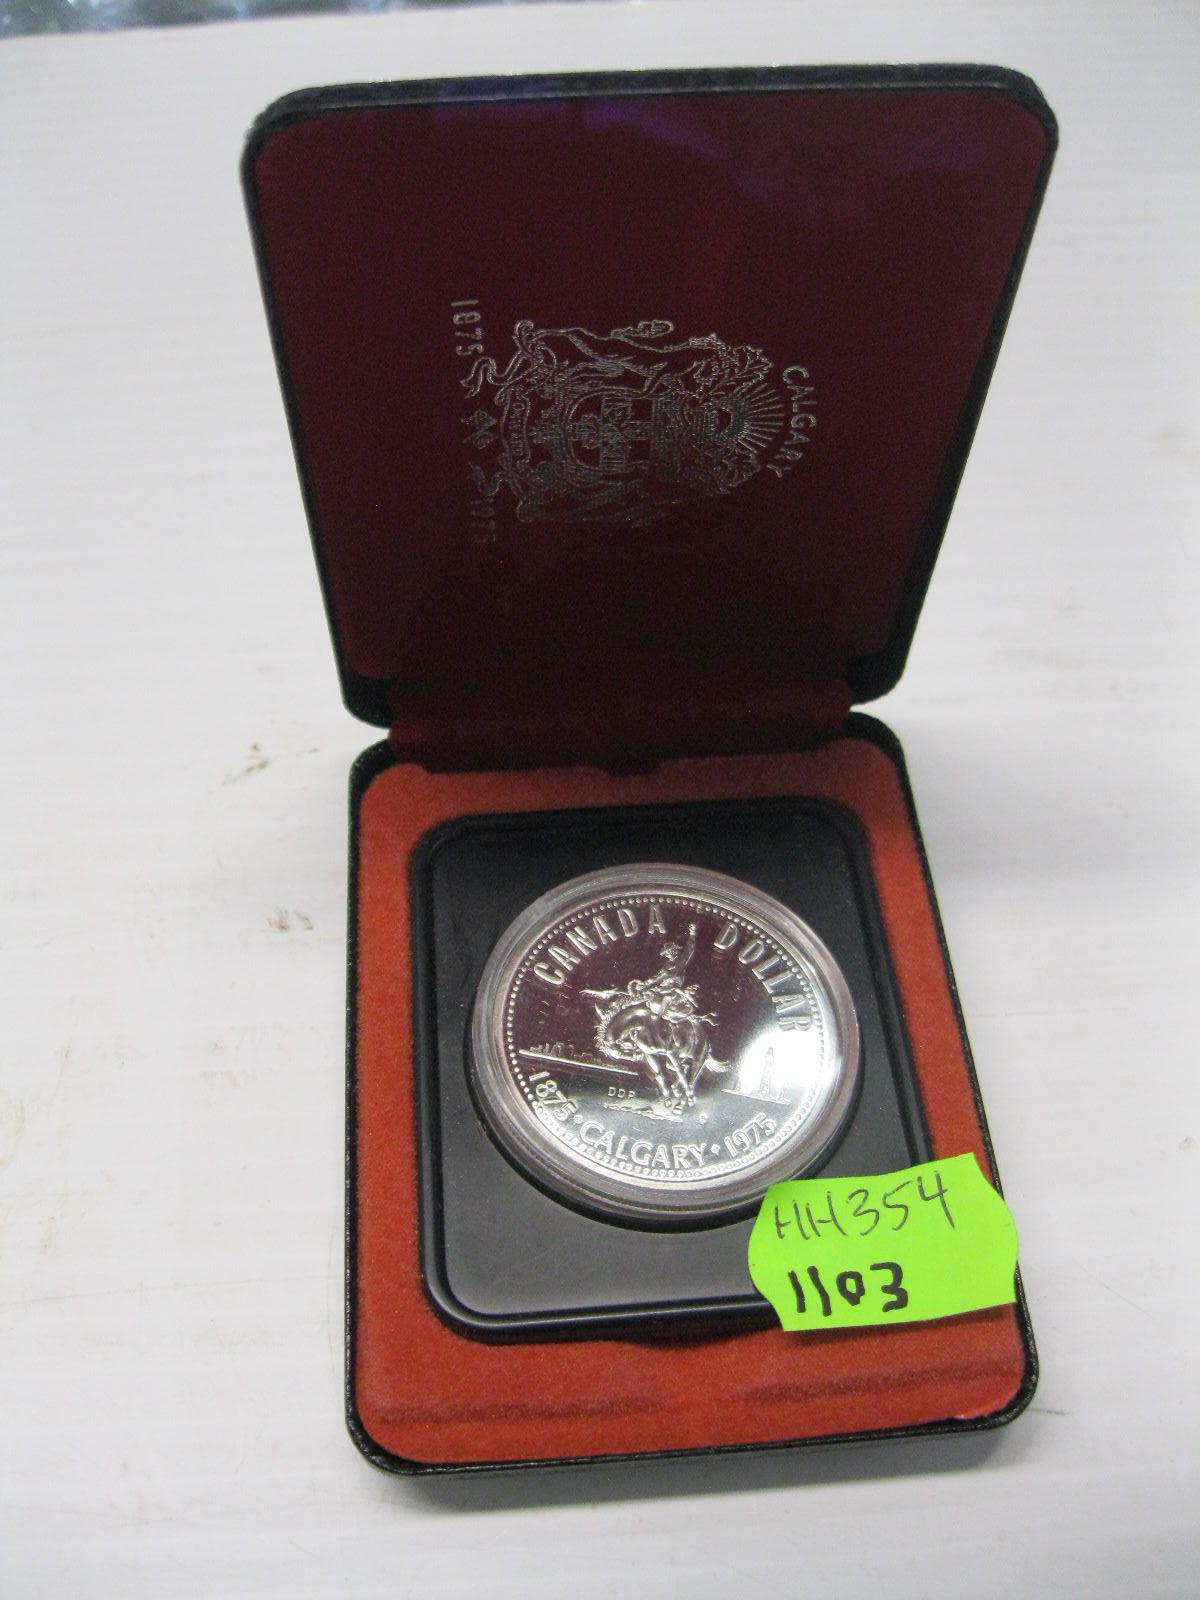 CALGARY
1875 1975
CANADA DOLLAR
DDP
1875 • CALGARY • 1975
HH354
1103